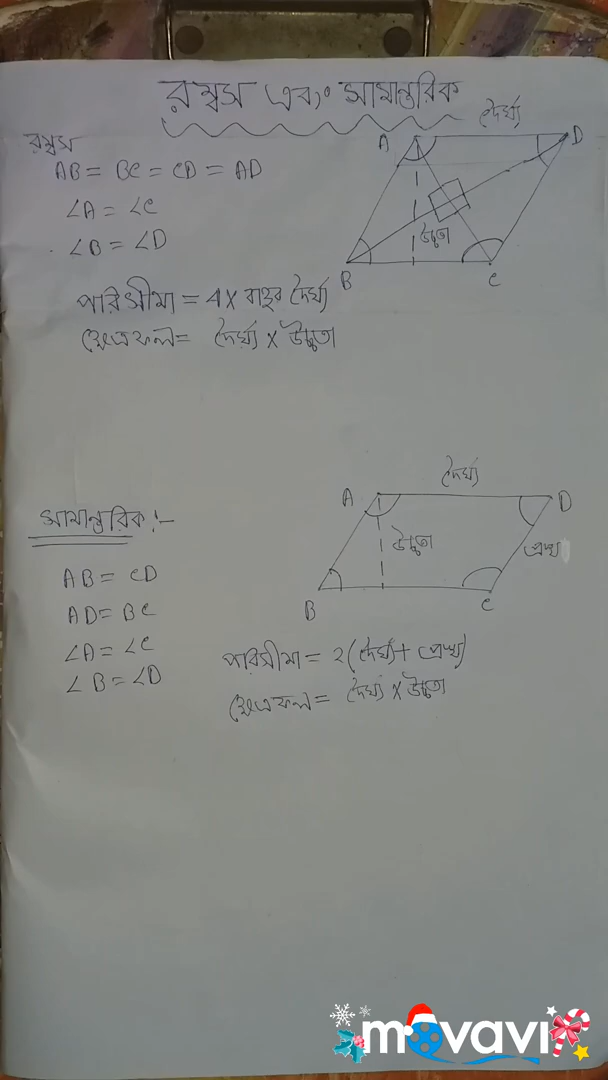 রম্বস এবং সামান্তরিক
রম্বস
AB = BC = CD = AD
∠A = ∠C
∠B = ∠D
পরিসীমা = 4 x বাহুর দৈর্ঘ্য
ক্ষেত্রফল = দৈর্ঘ্য x উচ্চতা
দৈর্ঘ্য
A
D
উচ্চতা
B
C
সামান্তরিক :-
AB = CD
AD = BC
∠A = ∠C
∠B = ∠D
দৈর্ঘ্য
A
D
উচ্চতা
প্রস্থ
B
C
পরিসীমা = 2 (দৈর্ঘ্য + প্রস্থ)
ক্ষেত্রফল = দৈর্ঘ্য x উচ্চতা
movavi